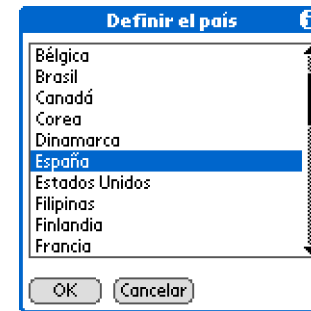 Definir el país
Bélgica
Brasil
Canadá
Corea
Dinamarca
España
Estados Unidos
Filipinas
Finlandia
Francia
OK
Cancelar